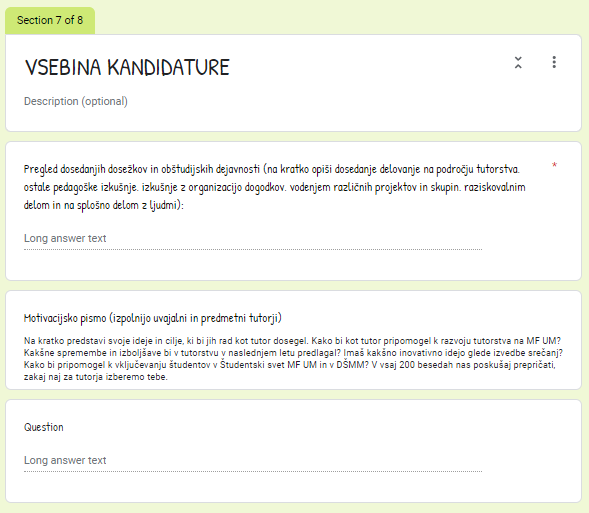 Section 7 of 8
VSEBINA KANDIDATURE
Description (optional)
Pregled dosedanjih dosežkov in obštudijskih dejavnosti (na kratko opiši dosedanje delovanje na področju tutorstva,
ostale pedagoške izkušnje, izkušnje z organizacijo dogodkov, vodenjem različnih projektov in skupin, raziskovalnim
delom in na splošno delom z ljudmi): *
Long answer text
Motivacijsko pismo (izpolnijo uvajalni in predmetni tutorji)
Na kratko predstavi svoje ideje in cilje, ki bi jih rad kot tutor dosegel. Kako bi kot tutor pripomogel k razvoju tutorstva na MF UM?
Kakšne spremembe in izboljšave bi v tutorstvu v naslednjem letu predlagal? Imaš kakšno inovativno idejo glede izvedbe srečanj?
Kako bi pripomogel k vključevanju študentov v Študentski svet MF UM in v DŠMM? V vsaj 200 besedah nas poskušaj prepričati,
zakaj naj za tutorja izberemo tebe.
Question
Long answer text